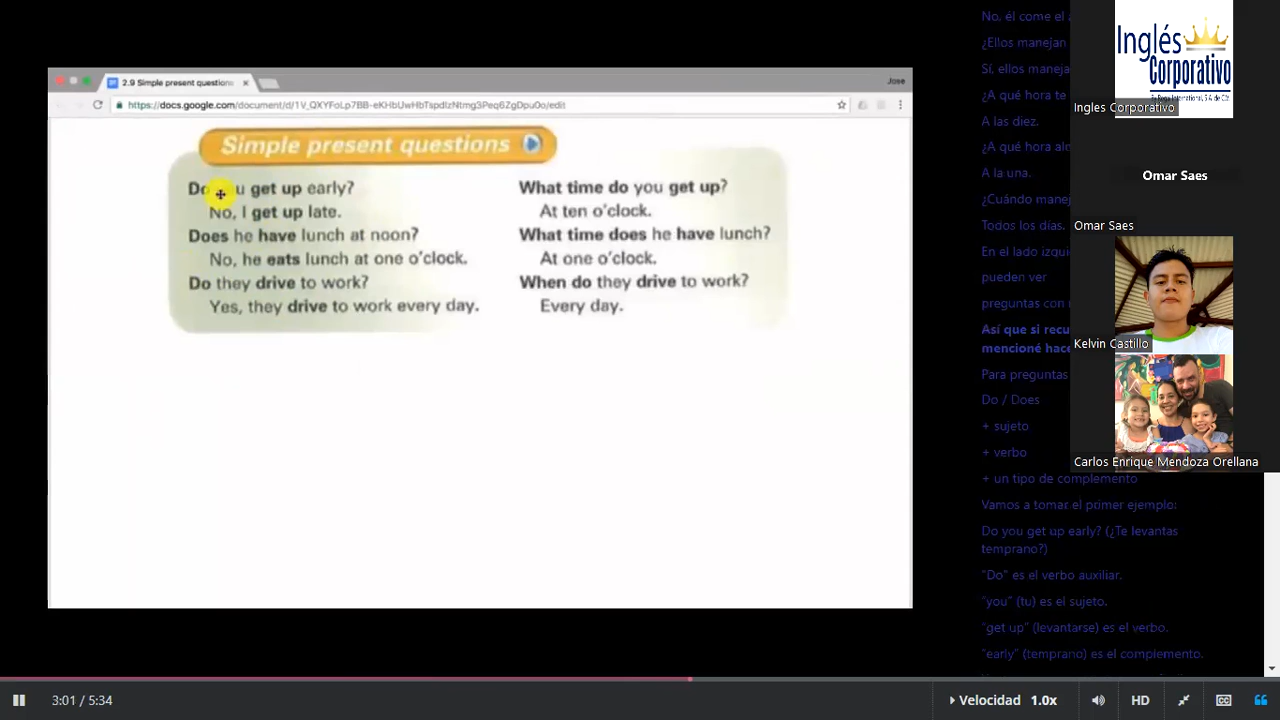 2.9 Simple present questions
Jose
https://docs.google.com/document/d/1V_QXYFoLp7BB-eKHbUwHbTspdIzNtmg3Peq6ZgDpu0o/edit
Simple present questions
Do you get up early?
No, I get up late.
Does he have lunch at noon?
No, he eats lunch at one o'clock.
Do they drive to work?
Yes, they drive to work every day.
What time do you get up?
At ten o'clock.
What time does he have lunch?
At one o'clock.
When do they drive to work?
Every day.
No, él come el a
¿Ellos manejan
Sí, ellos maneja
¿A qué hora te
A las diez.
¿A qué hora alm
A la una.
¿Cuándo manej
Todos los días.
En el lado izqui
pueden ver
preguntas con
Así que si recu
mencioné hace
Para preguntas
Do / Does
+ sujeto
+ verbo
+ un tipo de complemento
Vamos a tomar el primer ejemplo:
Do you get up early? (¿Te levantas
temprano?)
"Do" es el verbo auxiliar.
"you" (tu) es el sujeto.
"get up" (levantarse) es el verbo.
"early" (temprano) es el complemento.
Inglés
Corporativo
Ingles Corporativo
Omar Saes
Omar Saes
Kelvin Castillo
Carlos Enrique Mendoza Orellana
3:01 / 5:34
Velocidad 1.0x
HD
CC